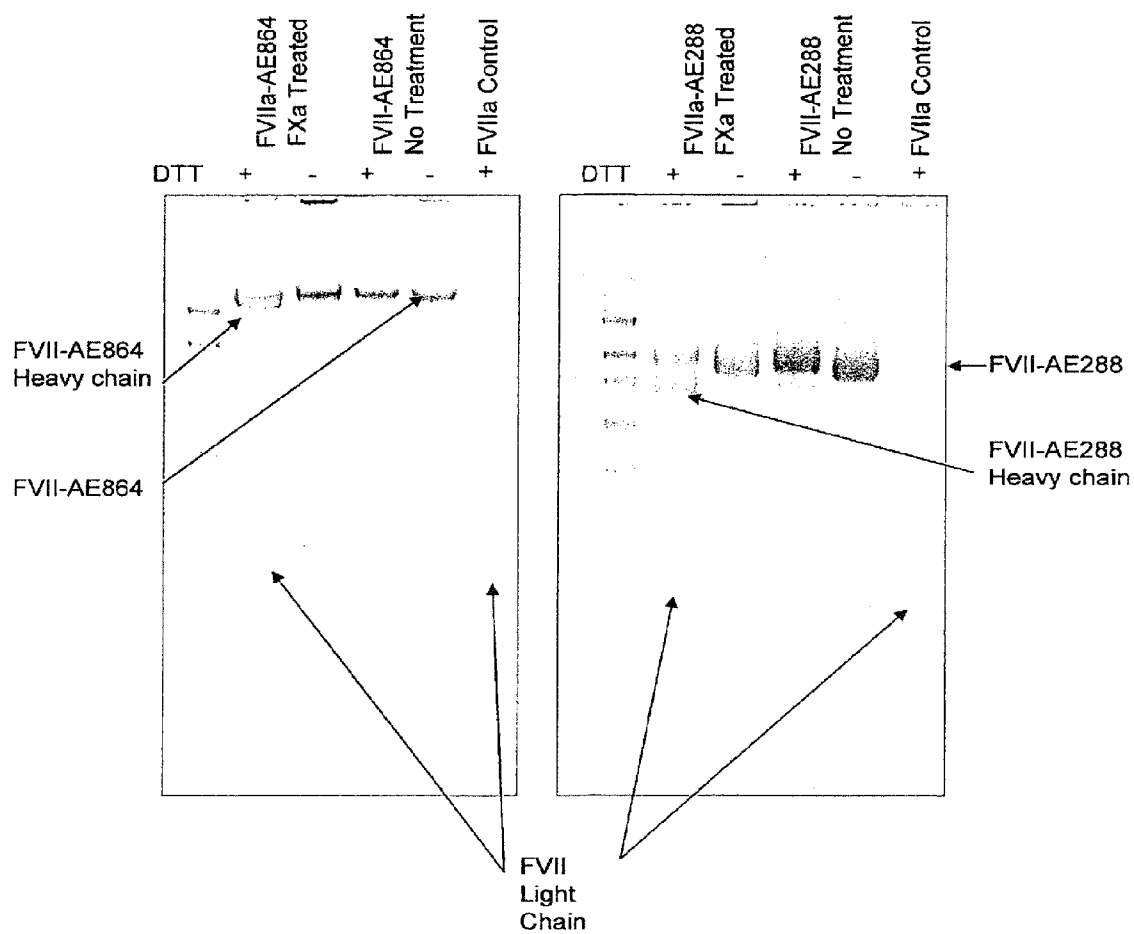 FVIIa-AE864
FXa Treated
FVII-AE864
No Treatment
FVIIa Control
FVIIa-AE288
FXa Treated
FVII-AE288
No Treatment
FVIIa Control
DTT + - + - +
DTT + - + - +
FVII-AE864
Heavy chain
FVII-AE864
FVII-AE288
FVII-AE288
Heavy chain
FVII
Light
Chain